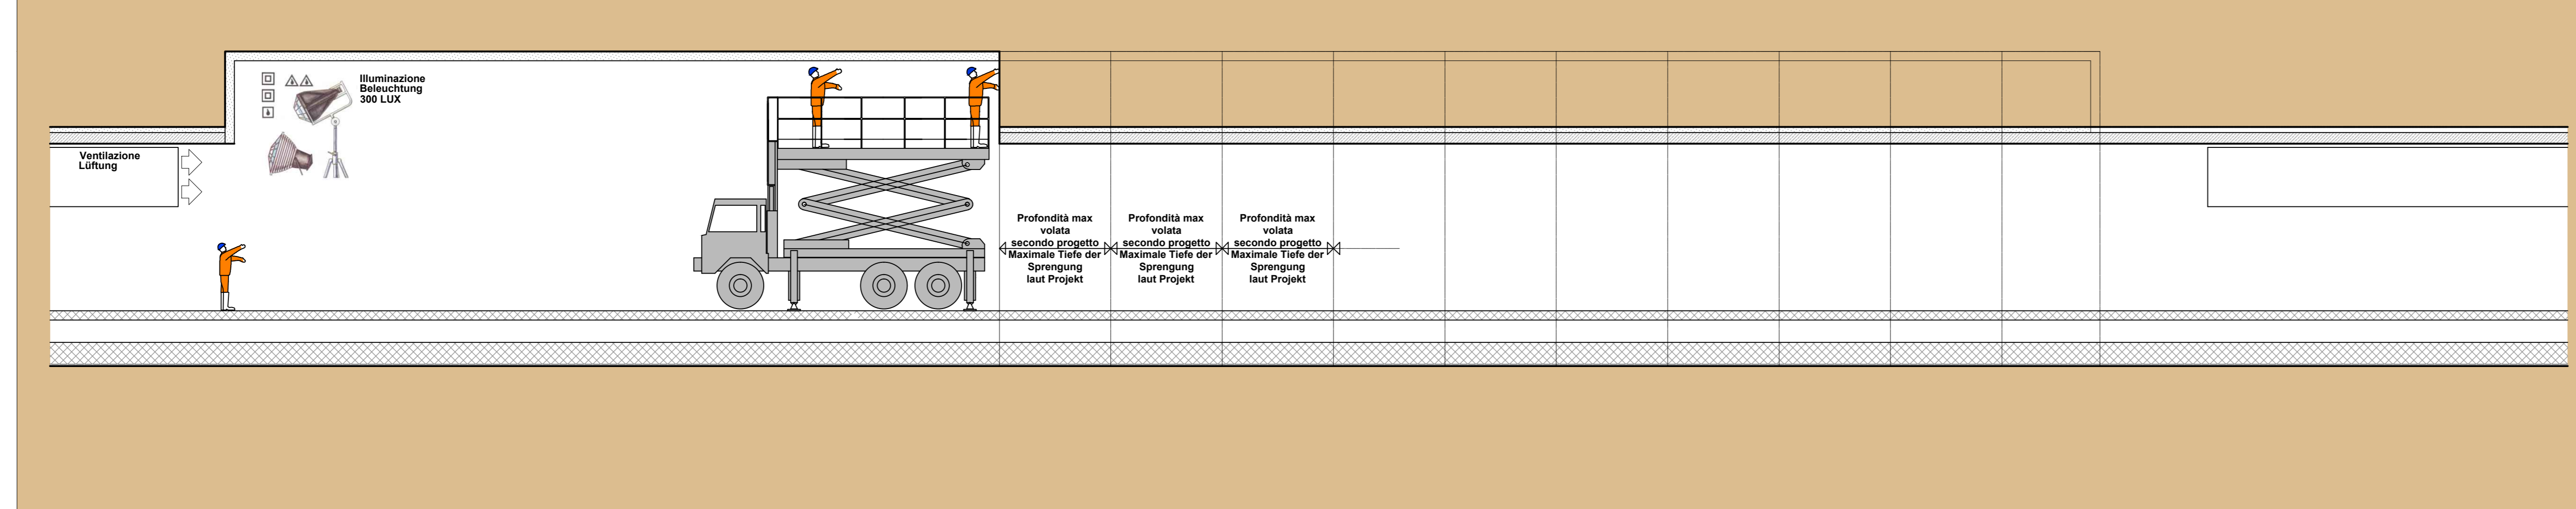 Illuminazione
Beleuchtung
300 LUX
Ventilazione
Lüftung
Profondità max
volata
secondo progetto
Maximale Tiefe der
Sprengung
laut Projekt
Profondità max
volata
secondo progetto
Maximale Tiefe der
Sprengung
laut Projekt
Profondità max
volata
secondo progetto
Maximale Tiefe der
Sprengung
laut Projekt